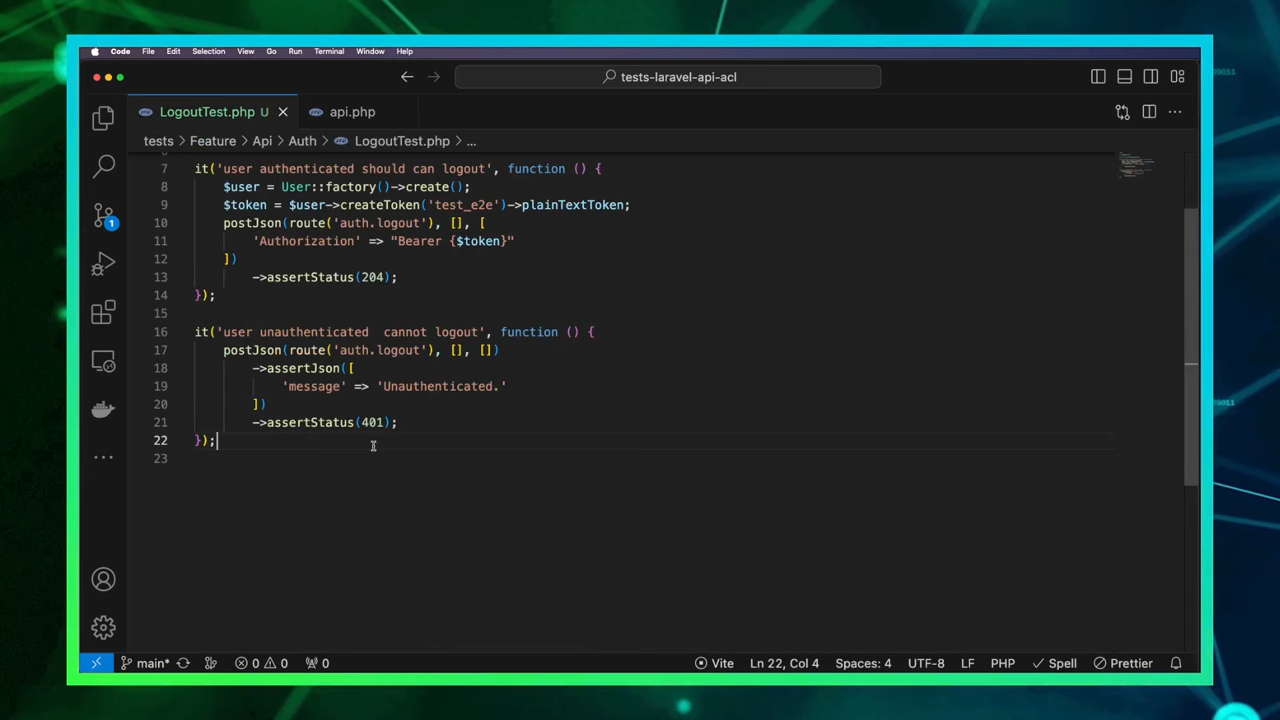 Code File Edit Selection View Go Run Terminal Window Help
tests-laravel-api-acl
LogoutTest.php U
api.php
tests > Feature > Api > Auth > LogoutTest.php > ...
7 it('user authenticated should can logout', function () {
8 $user = User::factory()->create();
9 $token = $user->createToken('test_e2e')->plainTextToken;
10 postJson(route('auth.logout'), [], [
11 'Authorization' => "Bearer {$token}"
12 ])
13 ->assertStatus(204);
14 });
15
16 it('user unauthenticated  cannot logout', function () {
17 postJson(route('auth.logout'), [], [])
18 ->assertJson([
19 'message' => 'Unauthenticated.'
20 ])
21 ->assertStatus(401);
22 });
23
1
main* 0 0 0 Vite Ln 22, Col 4 Spaces: 4 UTF-8 LF PHP Spell Prettier